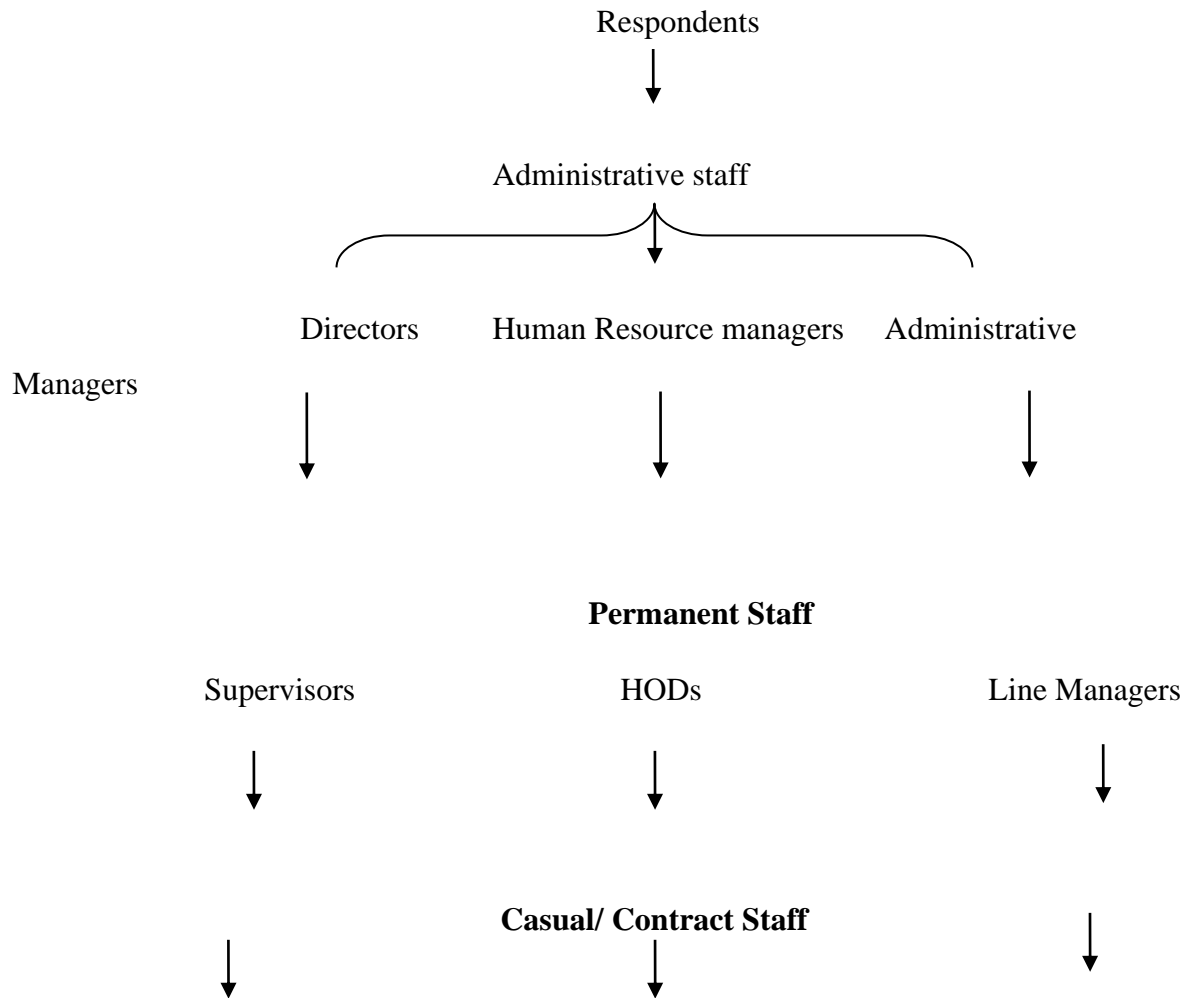 Respondents
Administrative staff
Directors Human Resource managers Administrative
Managers
Permanent Staff
Supervisors HODs Line Managers
Casual/ Contract Staff